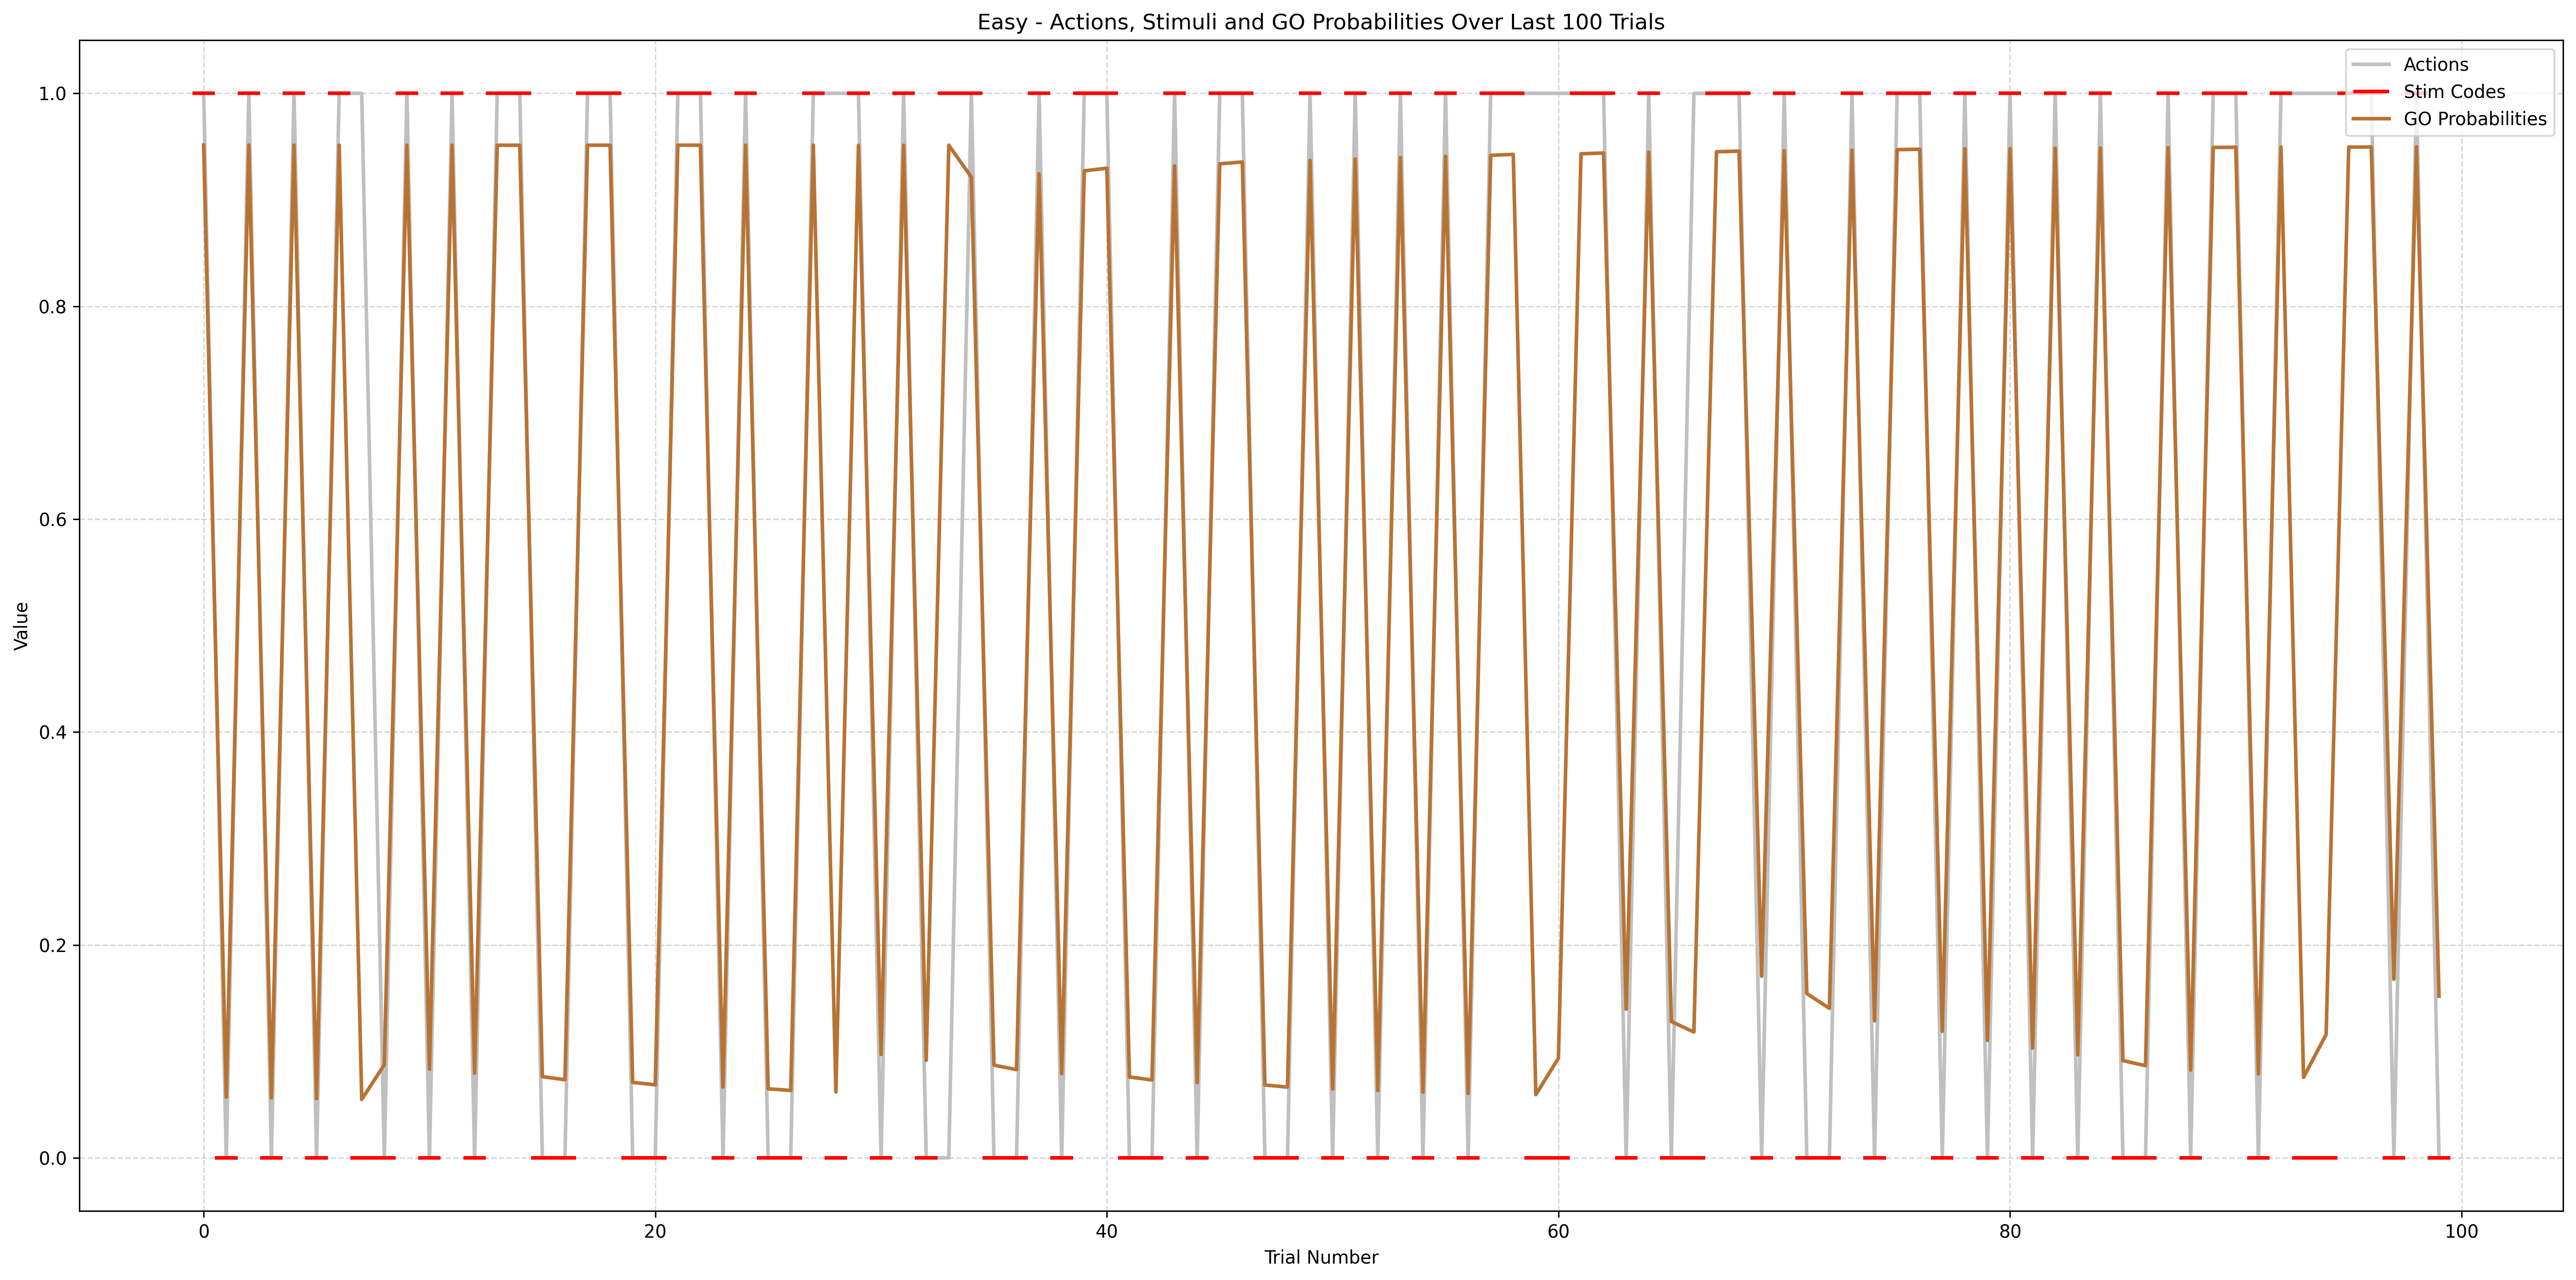 Easy - Actions, Stimuli and GO Probabilities Over Last 100 Trials
Actions
Stim Codes
GO Probabilities
1.0
0.8
0.6
0.4
0.2
0.0
Value
0 20 40 60 80 100
Trial Number